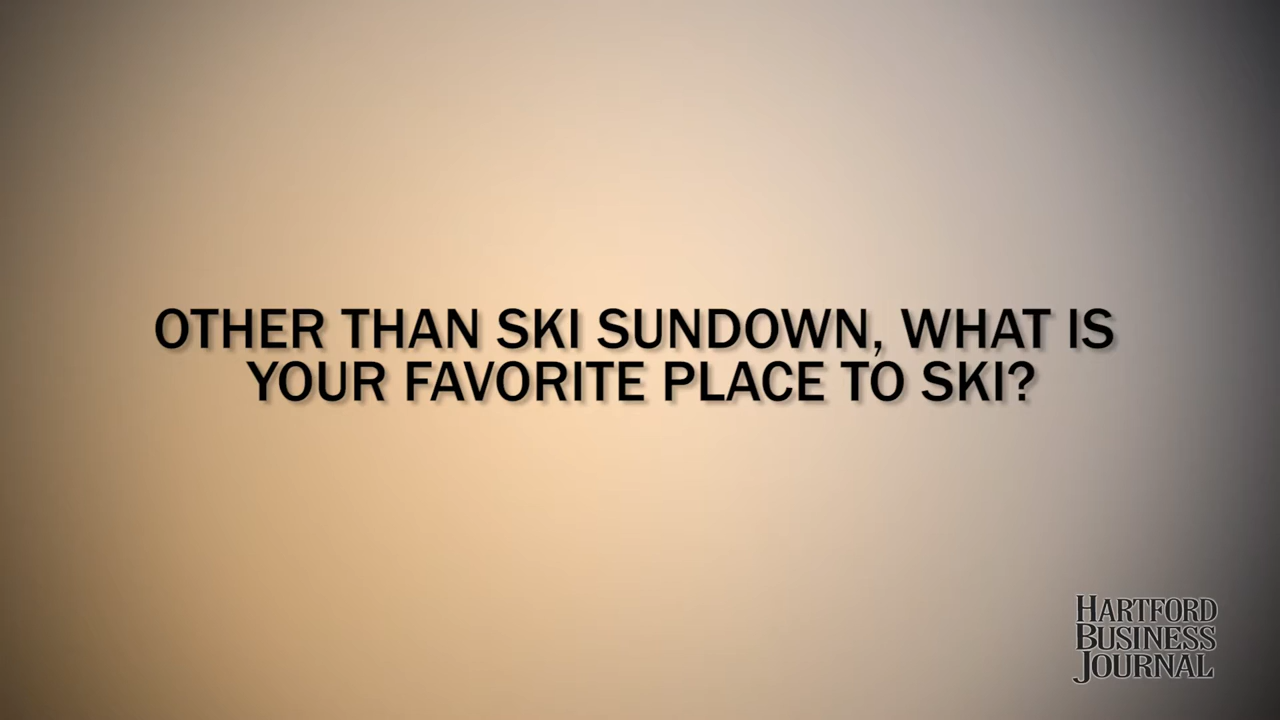 OTHER THAN SKI SUNDOWN, WHAT IS
YOUR FAVORITE PLACE TO SKI?
HARTFORD
BUSINESS
JOURNAL